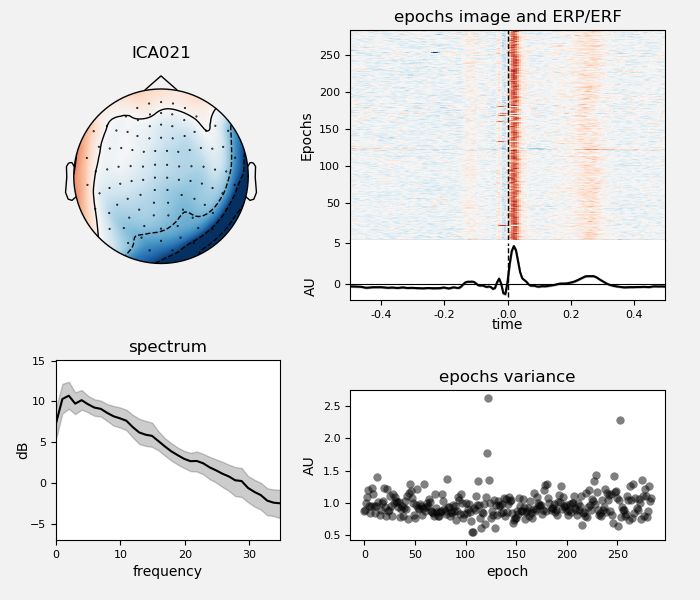 ICA021
epochs image and ERP/ERF
Epochs
250
200
150
100
50
5
0
AU
-0.4
-0.2
0.0
0.2
0.4
time
spectrum
dB
15
10
5
0
−5
0
10
20
30
frequency
epochs variance
AU
2.5
2.0
1.5
1.0
0.5
0
50
100
150
200
250
epoch